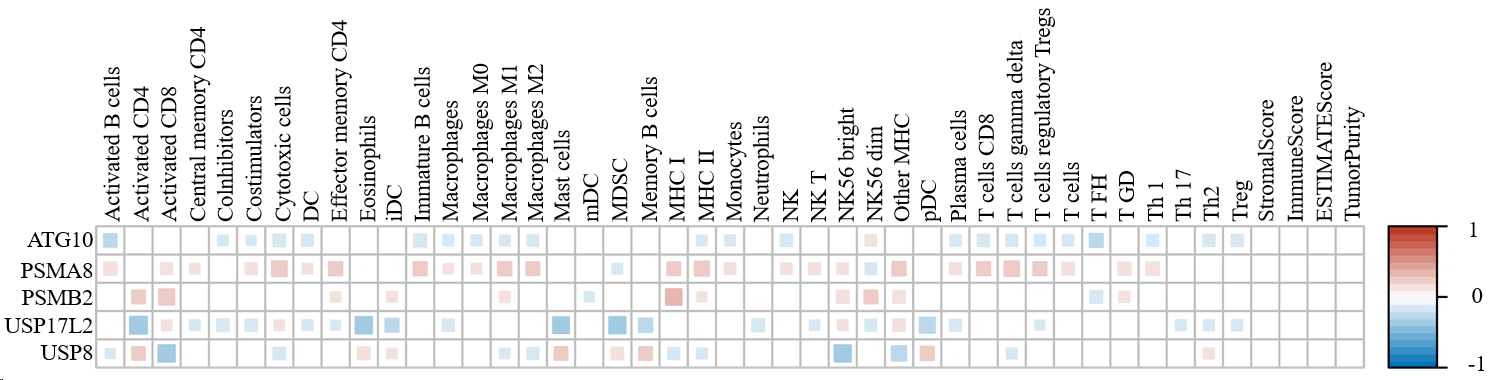 Activated B cells
Activated CD4
Activated CD8
Central memory CD4
CoInhibitors
Costimulators
Cytotoxic cells
DC
Effector memory CD4
Eosinophils
iDC
Immature B cells
Macrophages
Macrophages M0
Macrophages M1
Macrophages M2
Mast cells
mDC
MDSC
Memory B cells
MHC I
MHC II
Monocytes
Neutrophils
NK
NK T
NK56 bright
NK56 dim
Other MHC
pDC
Plasma cells
T cells CD8
T cells gamma delta
T cells regulatory Tregs
T cells
T FH
T GD
Th 1
Th 17
Th2
Treg
StromalScore
ImmuneScore
ESTIMATEScore
TumorPurity
ATG10
PSMA8
PSMB2
USP17L2
USP8
1
0
-1